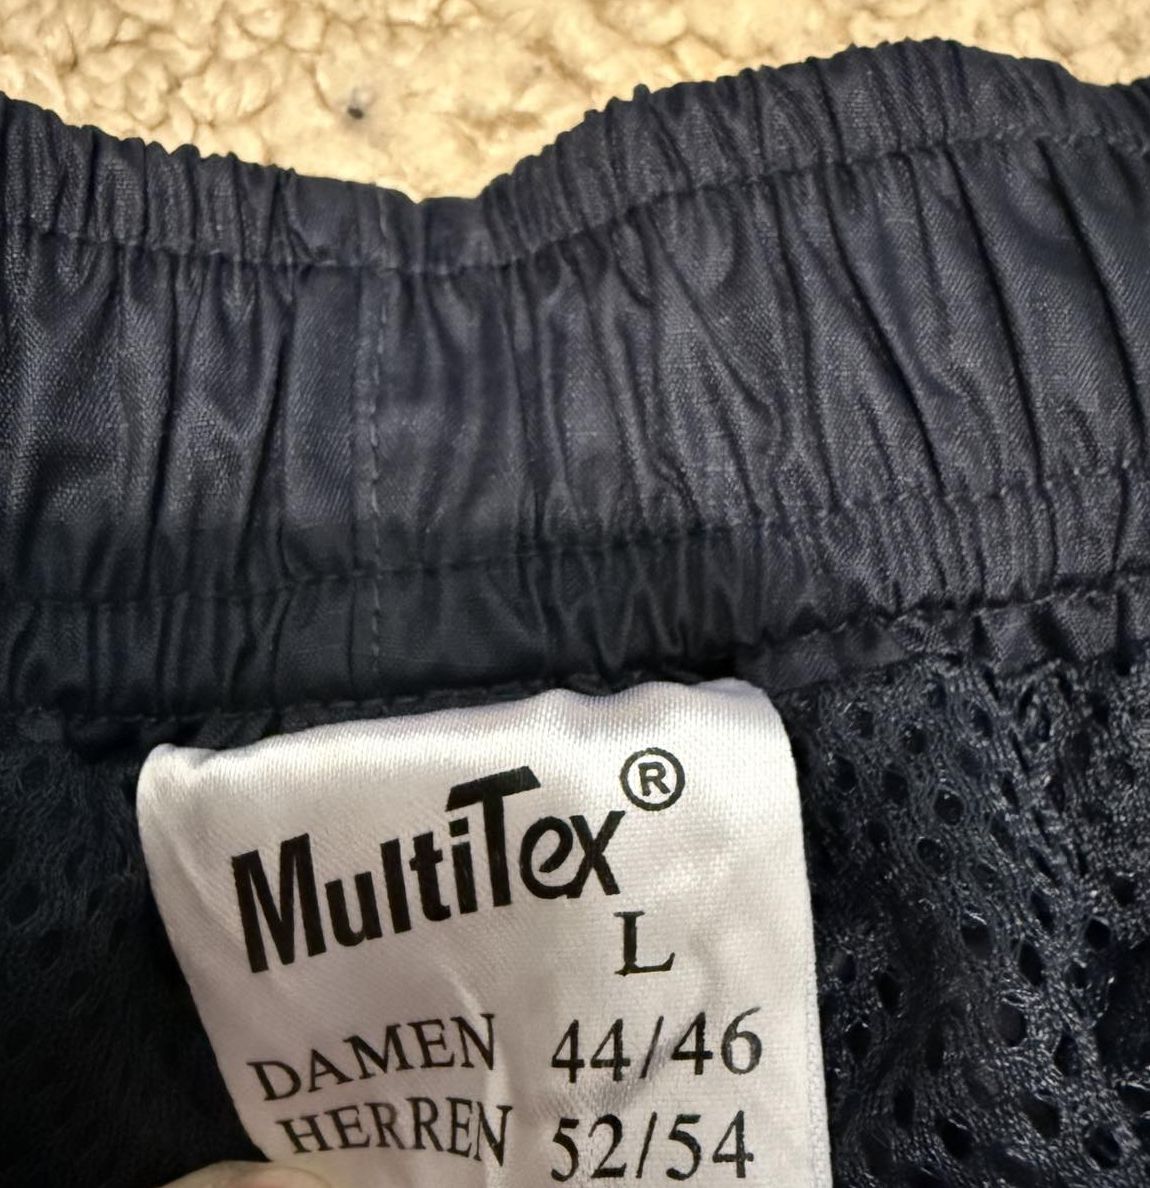 MultiTex®
L
DAMEN 44/46
HERREN 52/54